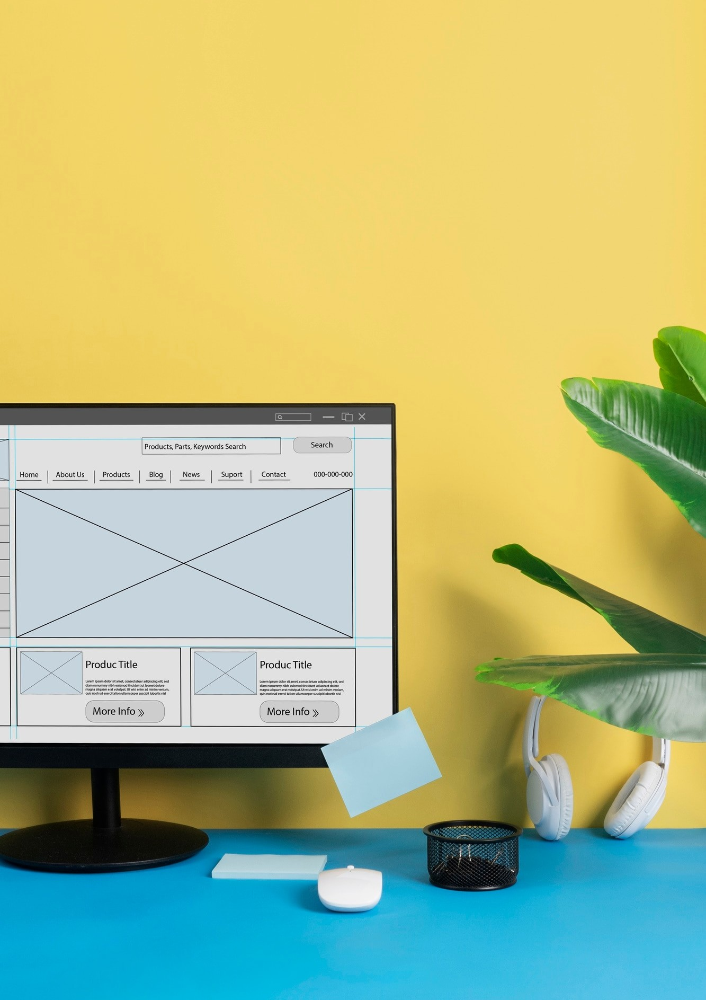 Products, Parts, Keywords Search
Search
Home
About Us
Products
Blog
News
Suport
Contact
000-000-000
Produc Title
Lorem ipsum dolor sit amet, consectetuer adipiscing elit, sed
diam nonummy nibh euismod tincidunt ut laoreet dolore
magna aliquam erat volutpat. Ut wisi enim ad minim veniam,
quis nostrud exerci tation ullamcorper suscipit lobortis nisl
More Info
Produc Title
Lorem ipsum dolor sit amet, consectetuer adipiscing elit, sed
diam nonummy nibh euismod tincidunt ut laoreet dolore
magna aliquam erat volutpat. Ut wisi enim ad minim veniam,
quis nostrud exerci tation ullamcorper suscipit lobortis nisl
More Info